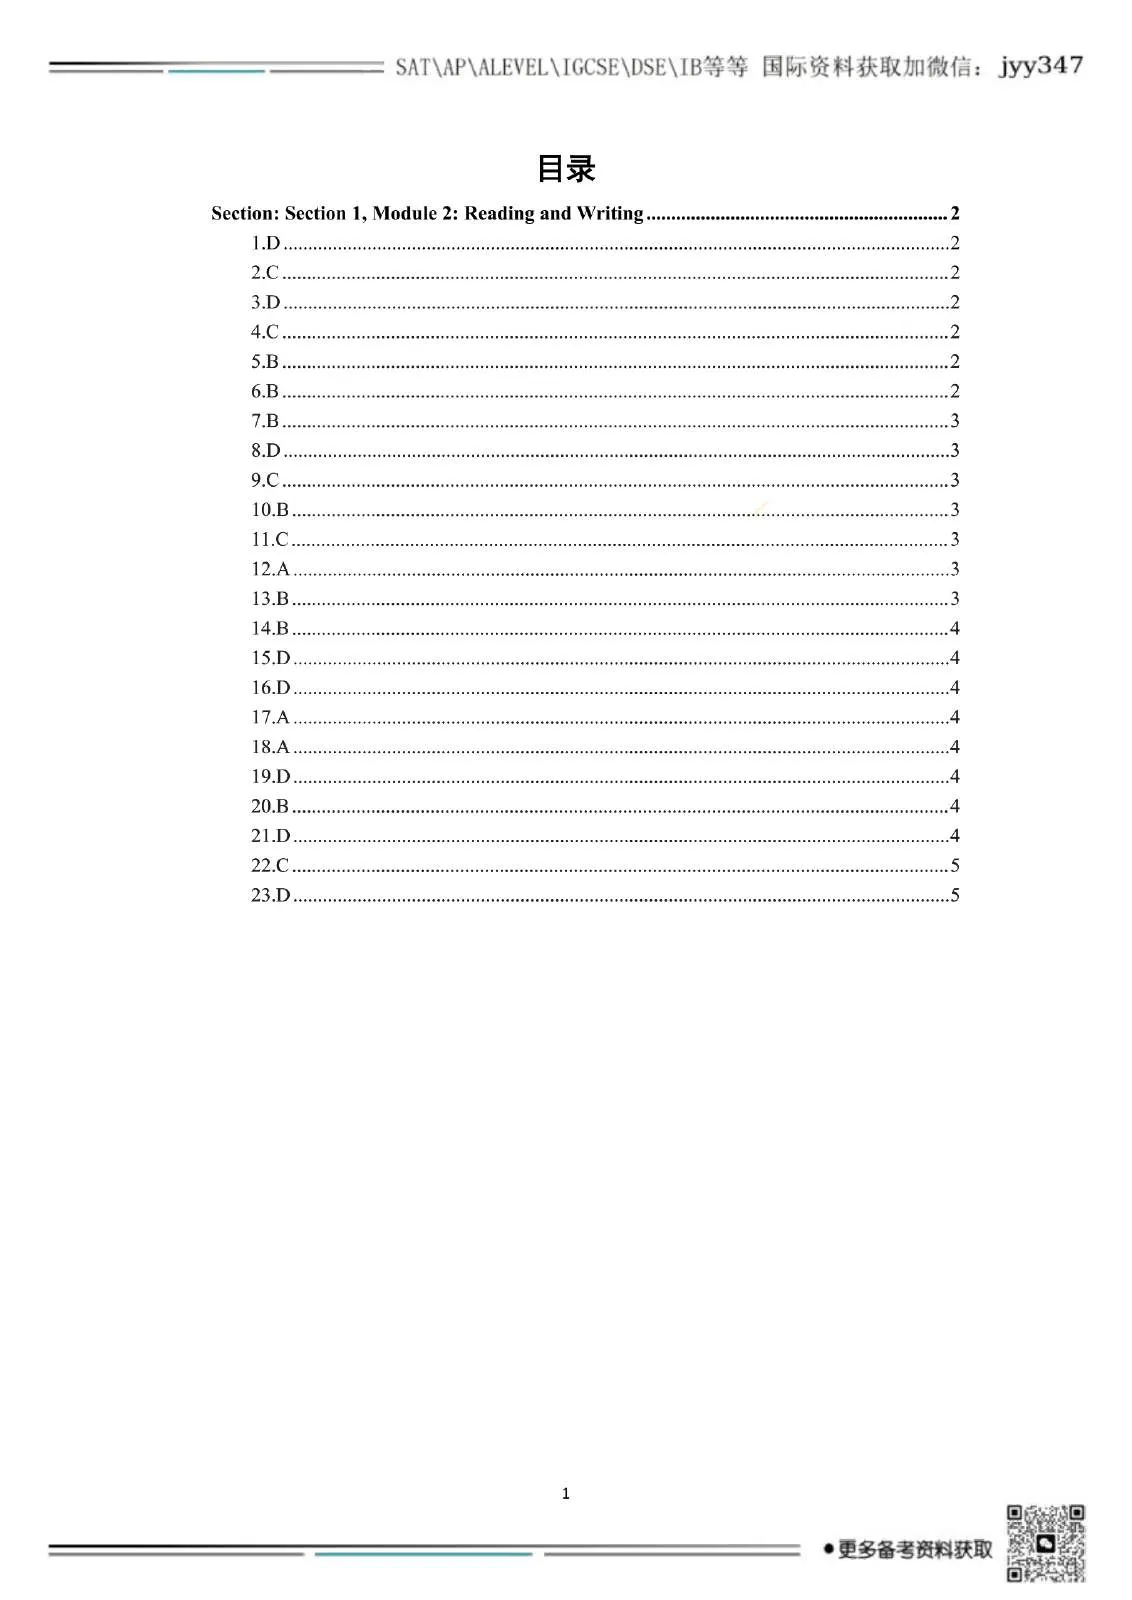 SAT\AP\ALEVEL\IGCSE\DSE\IB等等 国际资料获取加微信: jyy347
目录
Section: Section 1, Module 2: Reading and Writing 2
1.D 2
2.C 2
3.D 2
4.C 2
5.B 2
6.B 2
7.B 3
8.D 3
9.C 3
10.B 3
11.C 3
12.A 3
13.B 3
14.B 4
15.D 4
16.D 4
17.A 4
18.A 4
19.D 4
20.B 4
21.D 4
22.C 5
23.D 5
1
●更多备考资料获取